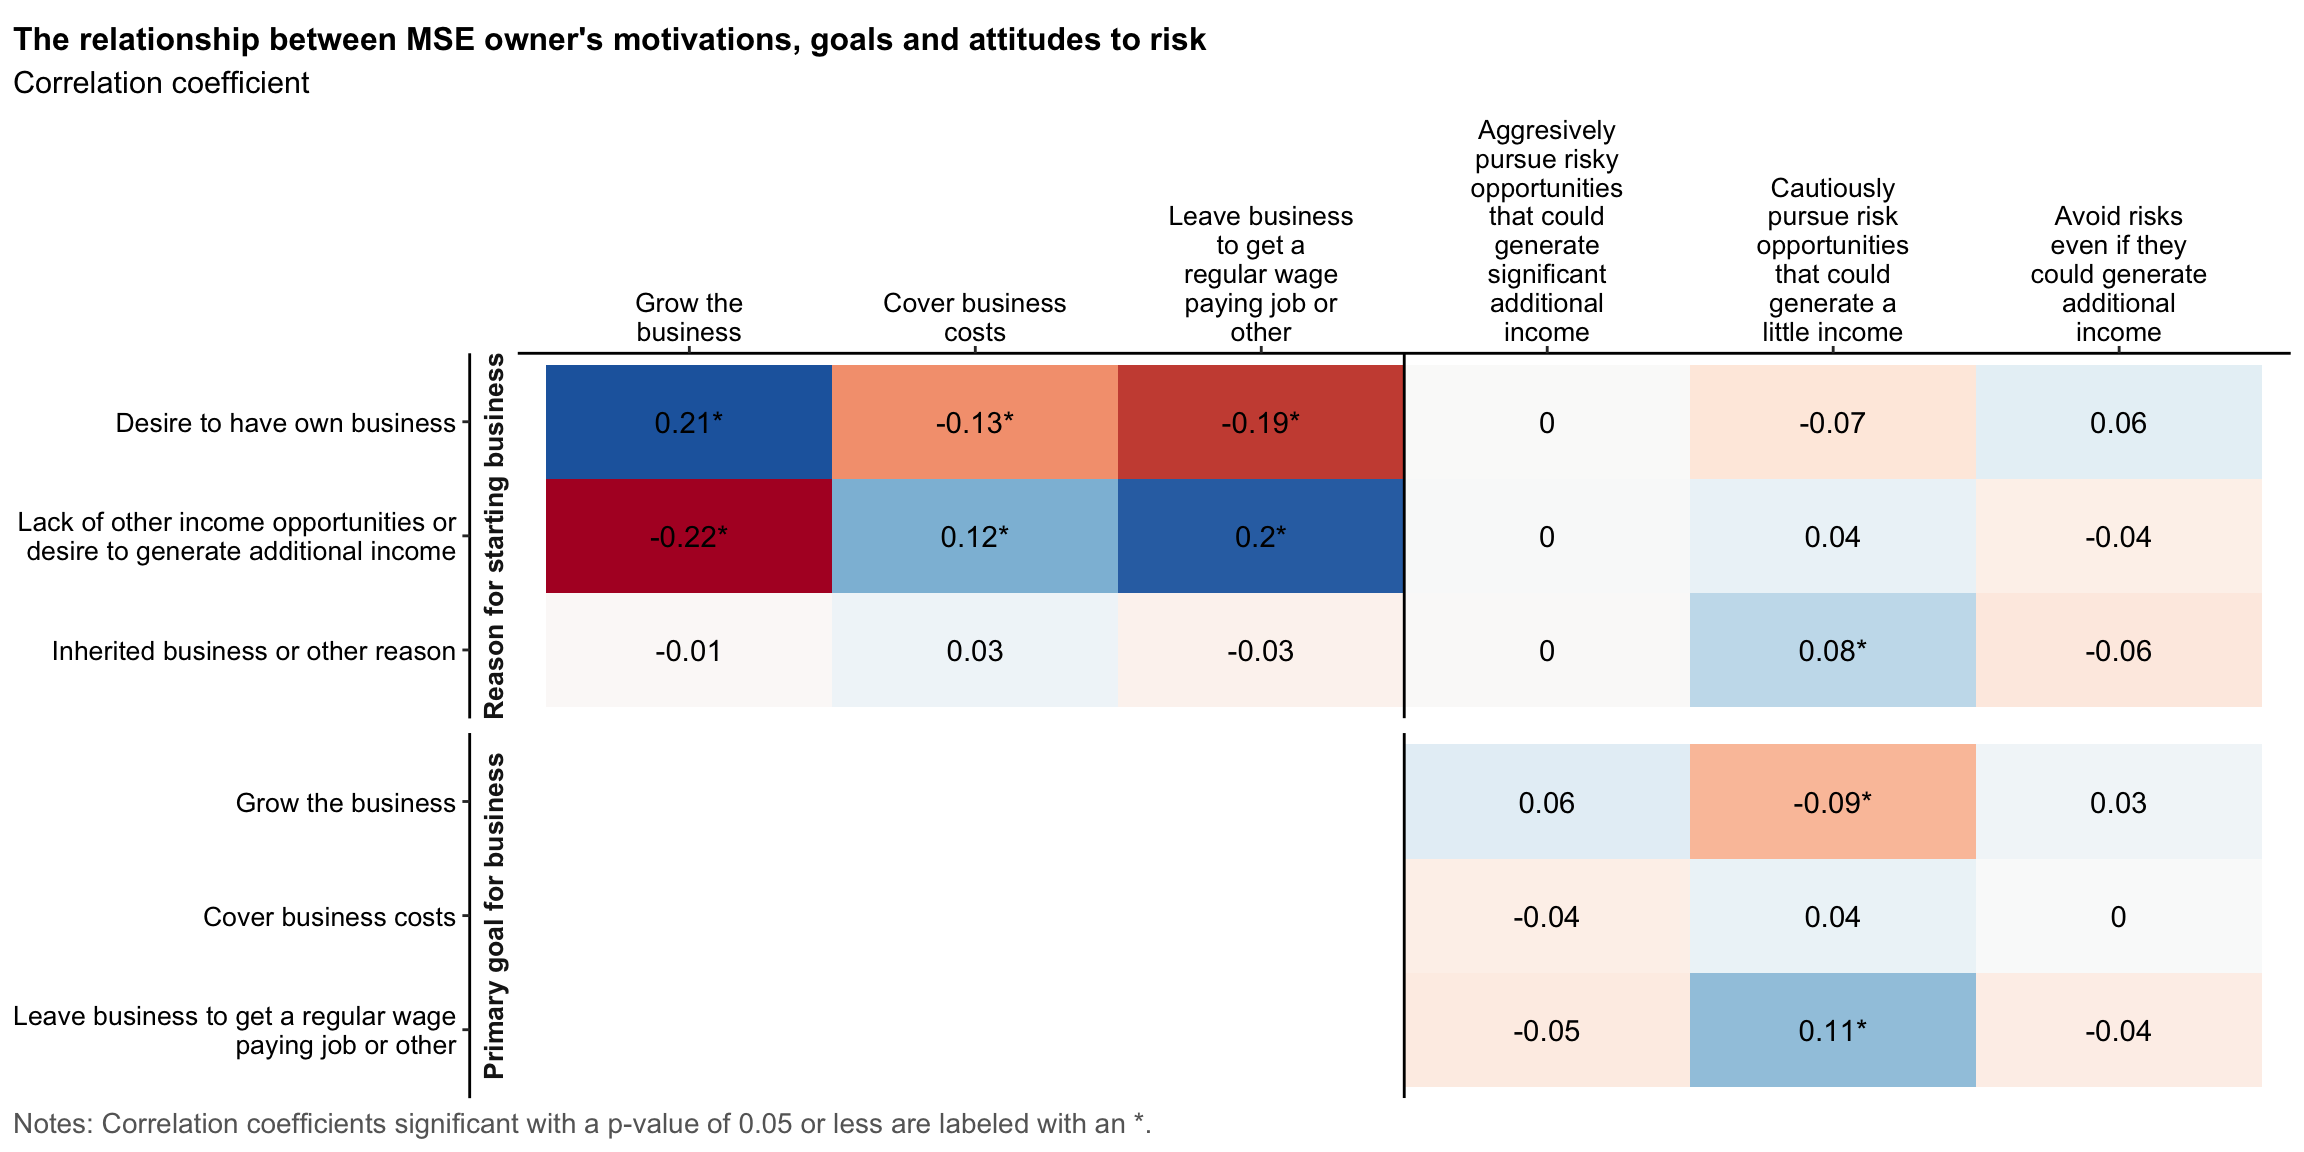 The relationship between MSE owner's motivations, goals and attitudes to risk
Correlation coefficient
Grow the
business
Cover business
costs
Leave business
to get a
regular wage
paying job or
other
Aggresively
pursue risky
opportunities
that could
generate
significant
additional
income
Cautiously
pursue risk
opportunities
that could
generate a
little income
Avoid risks
even if they
could generate
additional
income
Reason for starting business
Desire to have own business
0.21* -0.13* -0.19* 0 -0.07 0.06
Lack of other income opportunities or
desire to generate additional income
-0.22* 0.12* 0.2* 0 0.04 -0.04
Inherited business or other reason
-0.01 0.03 -0.03 0 0.08* -0.06
Primary goal for business
Grow the business
0.06 -0.09* 0.03
Cover business costs
-0.04 0.04 0
Leave business to get a regular wage
paying job or other
-0.05 0.11* -0.04
Notes: Correlation coefficients significant with a p-value of 0.05 or less are labeled with an *.